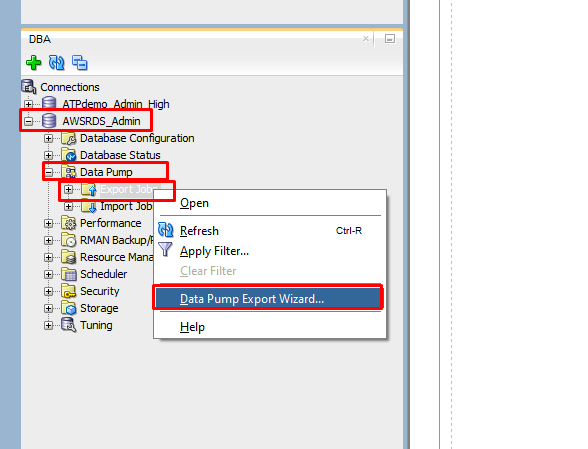 DBA
Connections
ATPdemo_Admin_High
AWSRDS_Admin
Database Configuration
Database Status
Data Pump
Export Jobs
Import Job
Open
Performance
Refresh Ctrl-R
RMAN Backup/R
Apply Filter...
Resource Mana
Clear Filter
Scheduler
Security
Data Pump Export Wizard...
Storage
Tuning
Help